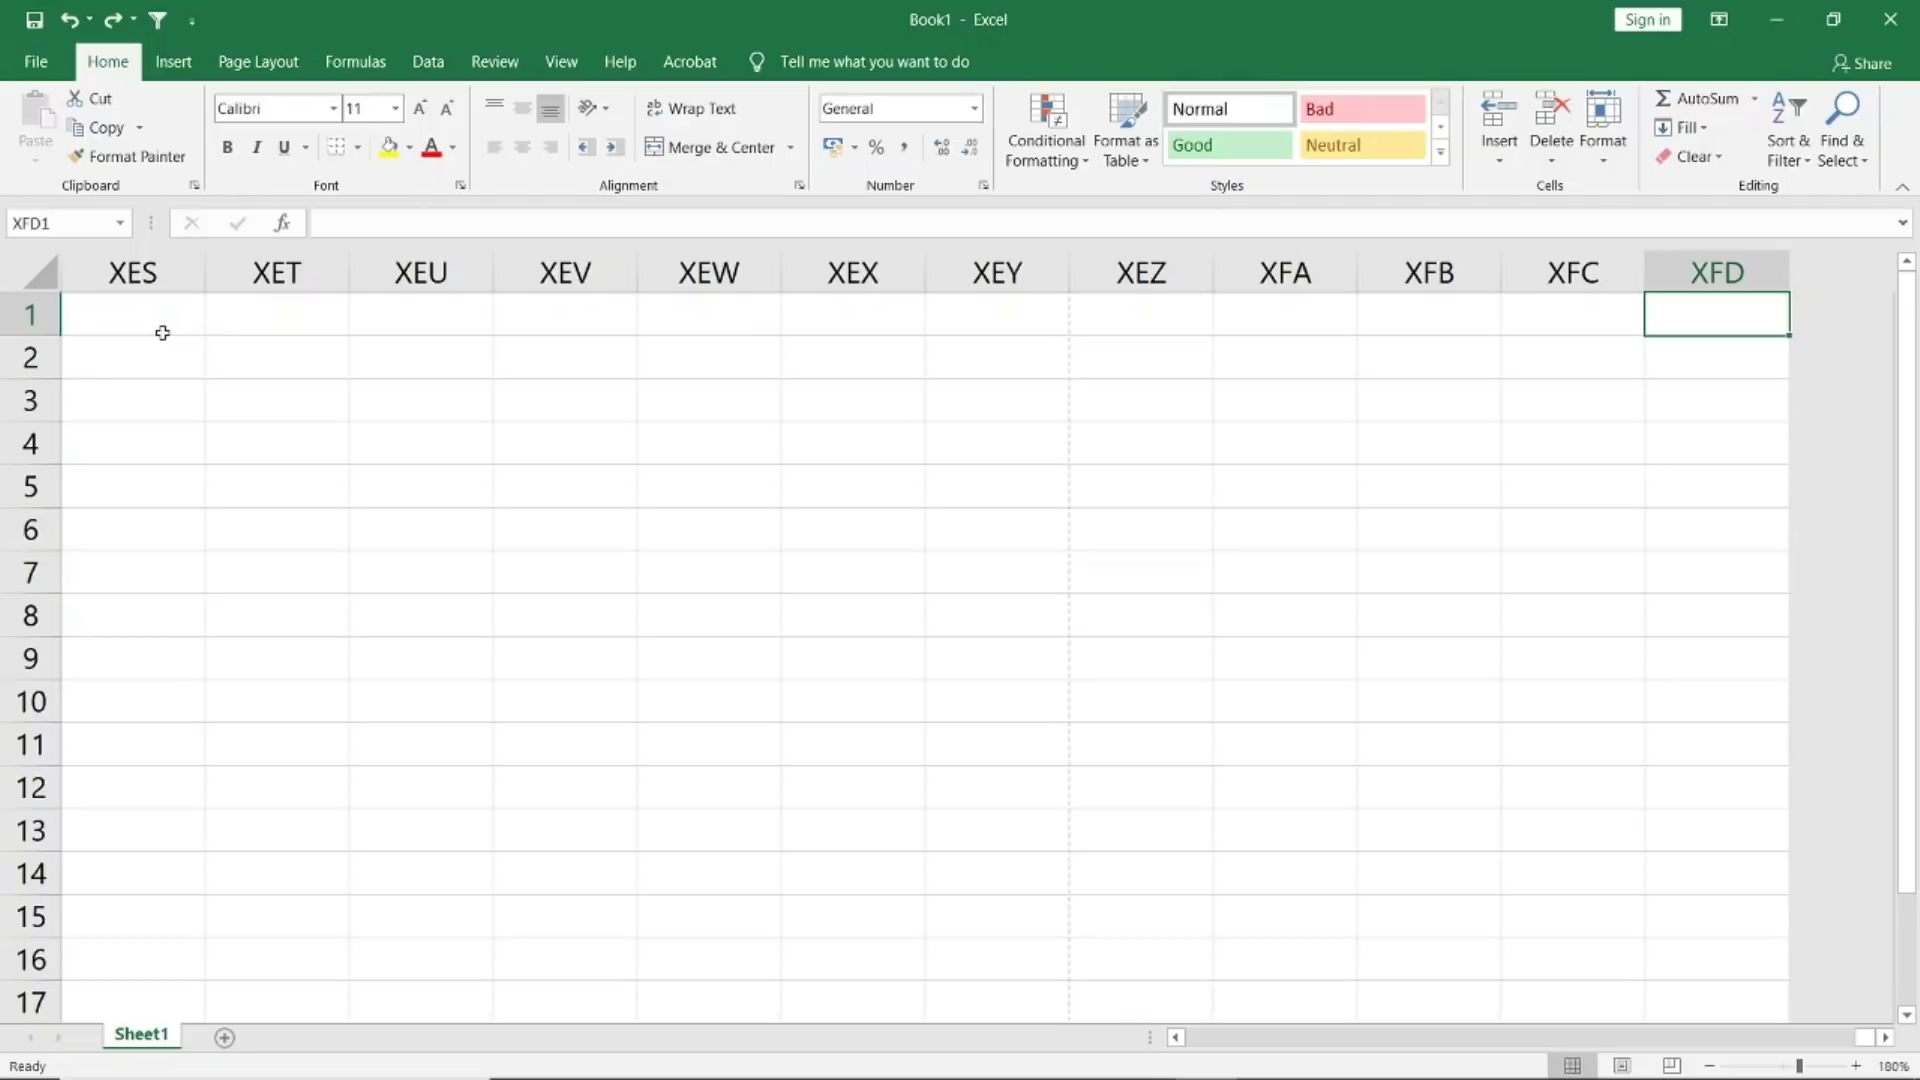 Book1 - Excel
Sign in
File Home Insert Page Layout Formulas Data Review View Help Acrobat Tell me what you want to do Share
Paste
Cut
Copy
Format Painter
Clipboard
Calibri 11
B I U A
Font
Wrap Text
Merge & Center
Alignment
General
%
Number
Conditional Formatting
Format as Table
Normal Bad
Good Neutral
Styles
Insert Delete Format
Cells
AutoSum
Fill
Clear
Sort & Filter
Find & Select
Editing
XFD1 fx
XES XET XEU XEV XEW XEX XEY XEZ XFA XFB XFC XFD
1
2
3
4
5
6
7
8
9
10
11
12
13
14
15
16
17
Sheet1
Ready 180%